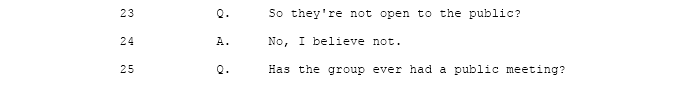 23 Q. So they're not open to the public?
24 A. No, I believe not.
25 Q. Has the group ever had a public meeting?